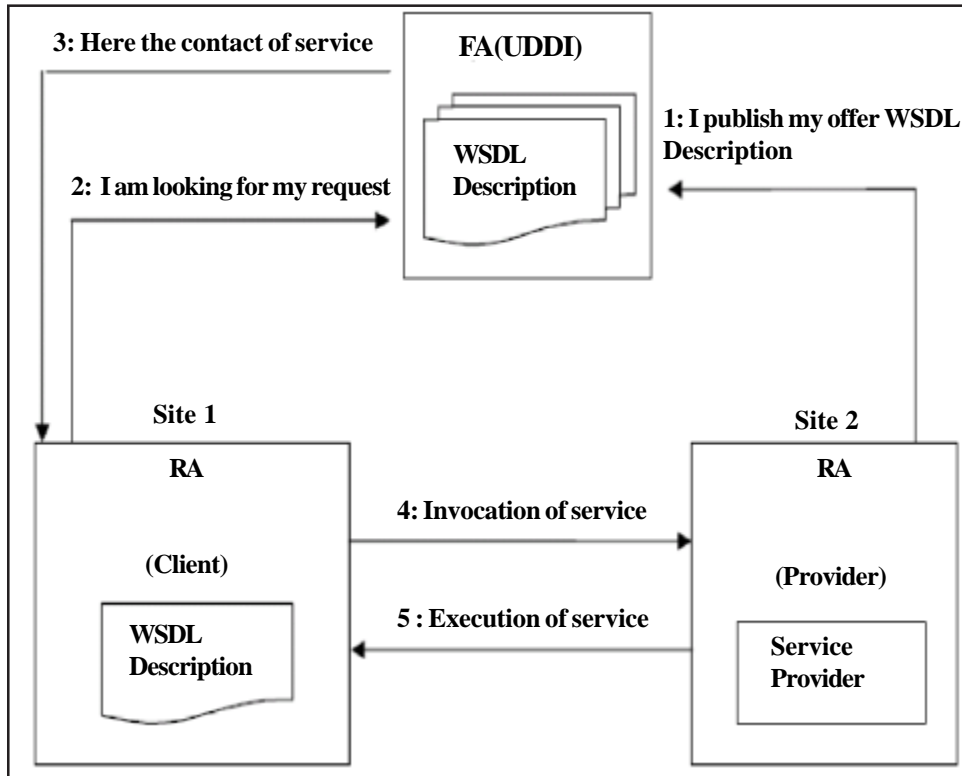 3: Here the contact of service
FA(UDDI)
1: I publish my offer WSDL
Description
WSDL
Description
2: I am looking for my request
Site 1
Site 2
RA
RA
4: Invocation of service
(Client)
(Provider)
5 : Execution of service
WSDL
Description
Service
Provider